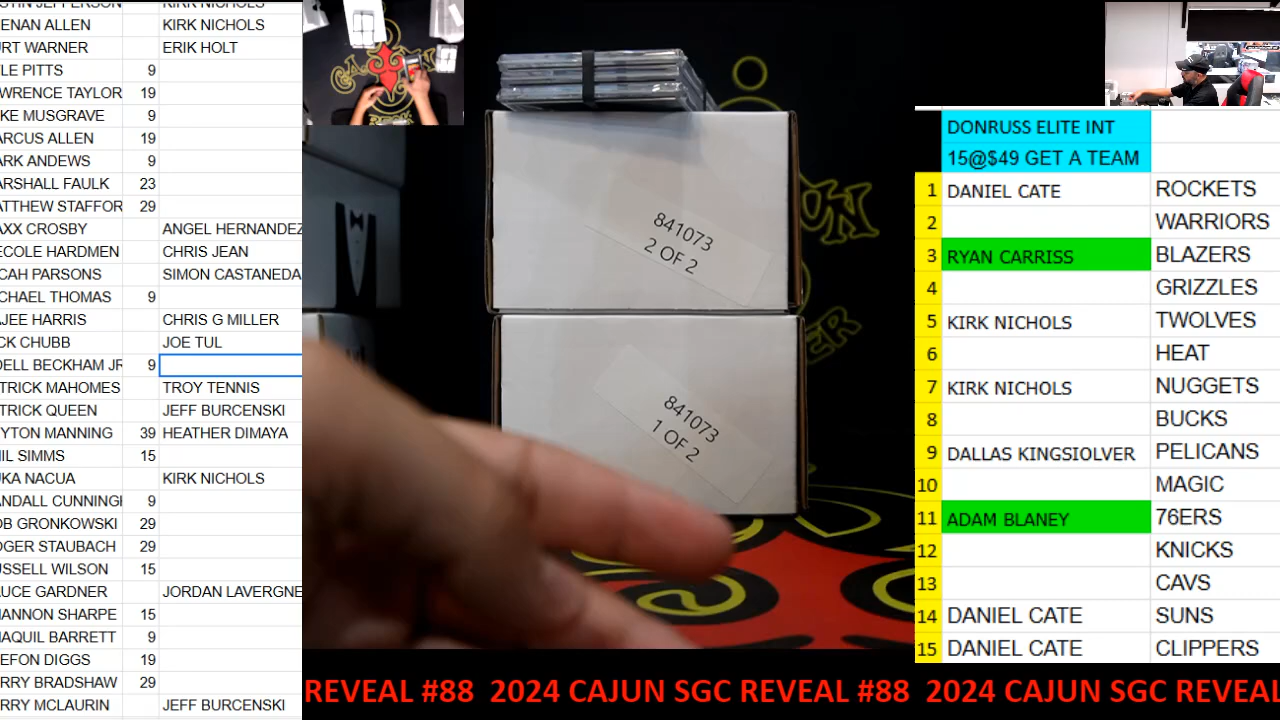 KIRK NICHOLS
ENAN ALLEN KIRK NICHOLS
RT WARNER ERIK HOLT
LE PITTS 9
WRENCE TAYLOR 19
KE MUSGRAVE 9
ARCUS ALLEN 19
ARK ANDEWS 9
ARSHALL FAULK 23
ATTHEW STAFFOR 29
AXX CROSBY ANGEL HERNANDEZ
ECOLE HARDMEN CHRIS JEAN
CAH PARSONS SIMON CASTANEDA
CHAEL THOMAS 9
AJEE HARRIS CHRIS G MILLER
CK CHUBB JOE TUL
DELL BECKHAM JR 9
TRICK MAHOMES TROY TENNIS
TRICK QUEEN JEFF BURCENSKI
YTON MANNING 39 HEATHER DIMAYA
IL SIMMS 15
KA NACUA KIRK NICHOLS
ANDALL CUNNING 9
OB GRONKOWSKI 29
OGER STAUBACH 29
USSELL WILSON 15
AUCE GARDNER JORDAN LAVERGNE
ANNON SHARPE 15
AQUIL BARRETT 9
EFON DIGGS 19
RRY BRADSHAW 29
RRY MCLAURIN JEFF BURCENSKI
841073
2 OF 2
841073
1 OF 2
DONRUSS ELITE INT
15@$49 GET A TEAM
1 DANIEL CATE ROCKETS
2 WARRIORS
3 RYAN CARRISS BLAZERS
4 GRIZZLES
5 KIRK NICHOLS TWOLVES
6 HEAT
7 KIRK NICHOLS NUGGETS
8 BUCKS
9 DALLAS KINGSIOLVER PELICANS
10 MAGIC
11 ADAM BLANEY 76ERS
12 KNICKS
13 CAVS
14 DANIEL CATE SUNS
15 DANIEL CATE CLIPPERS
REVEAL #88 2024 CAJUN SGC REVEAL #88 2024 CAJUN SGC REVEAL